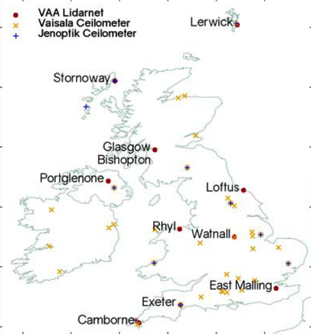 VAA Lidarnet
Vaisala Ceilometer
Jenoptik Ceilometer
Lerwick
Stornoway
Glasgow
Bishopton
Portglenone
Loftus
Rhyl
Watnall
East Malling
Exeter
Camborne